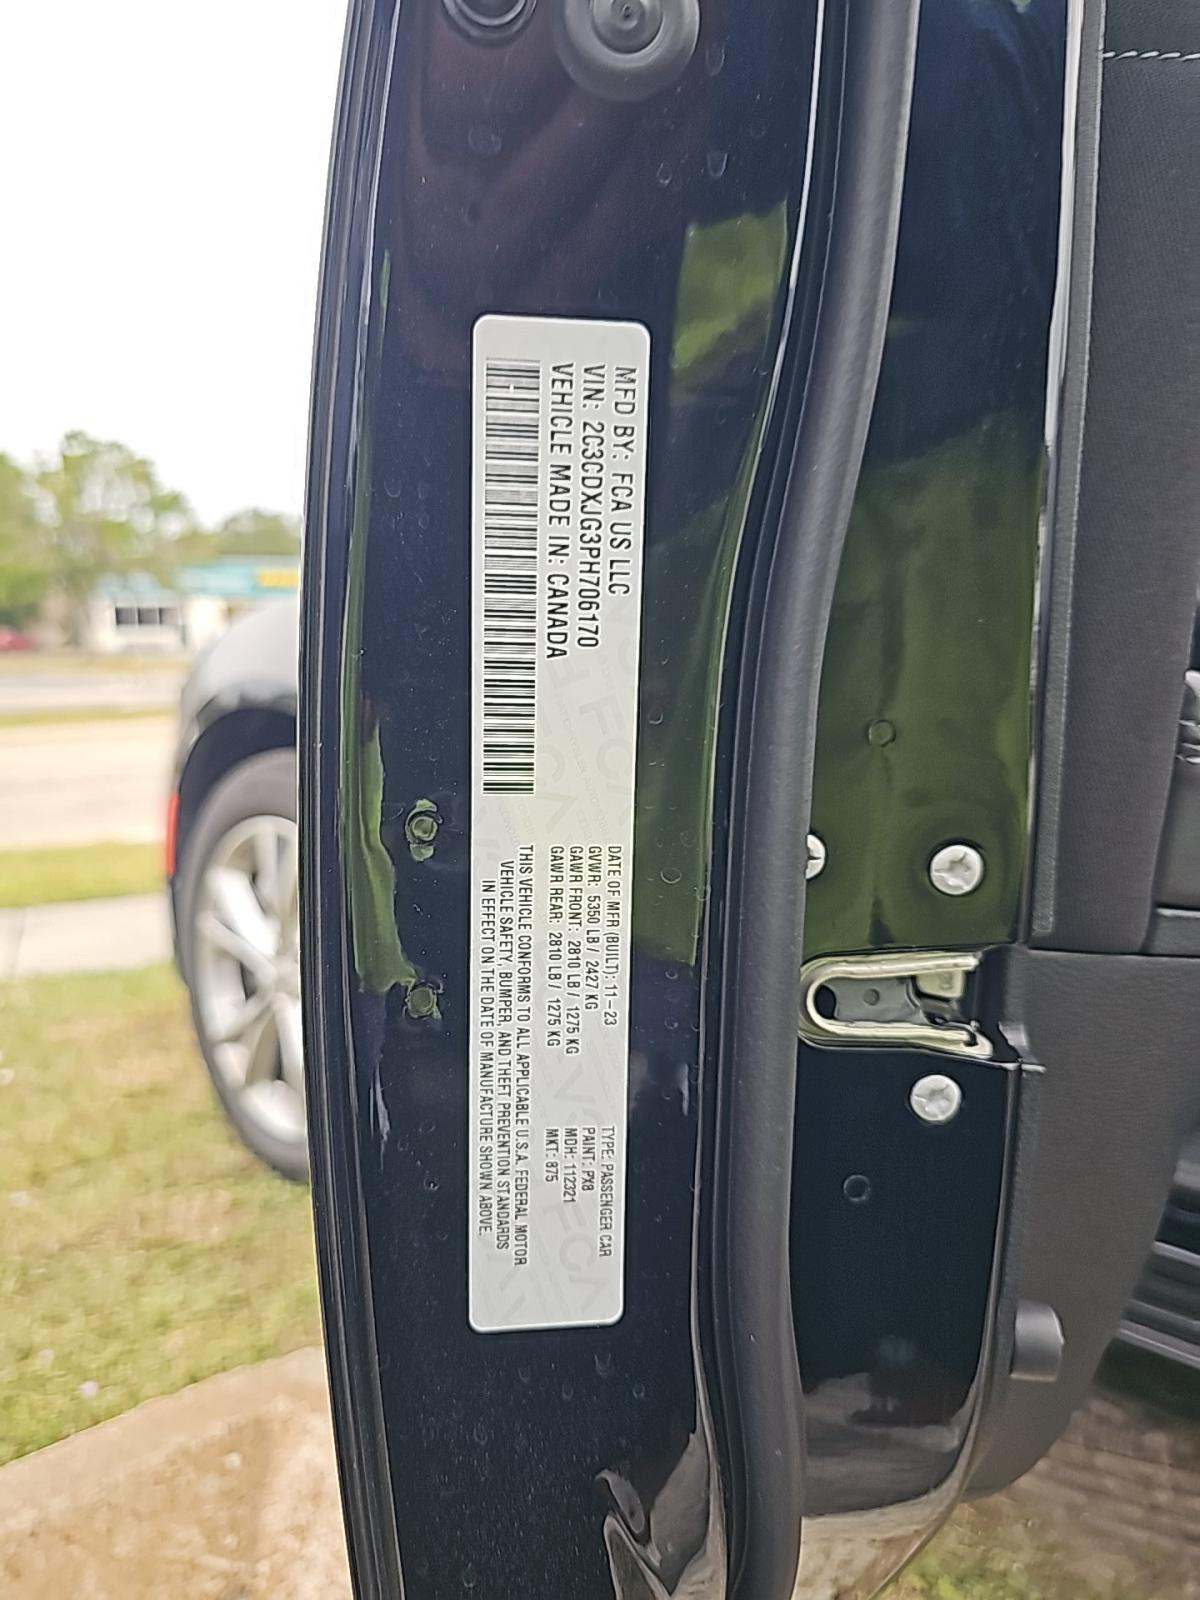 MFD BY: FCA US LLC
VIN: 2C3CDXJG3PH706170
VEHICLE MADE IN: CANADA
DATE OF MFR (BUILT): 11-23
GVWR: 5350 LB / 2427 KG
GAWR FRONT: 2810 LB / 1275 KG
GAWR REAR: 2810 LB / 1275 KG
TYPE: PASSENGER CAR
PAINT: PX8
MDH: 112321
MKT: 875
THIS VEHICLE CONFORMS TO ALL APPLICABLE U.S.A. FEDERAL MOTOR
VEHICLE SAFETY, BUMPER, AND THEFT PREVENTION STANDARDS
IN EFFECT ON THE DATE OF MANUFACTURE SHOWN ABOVE.